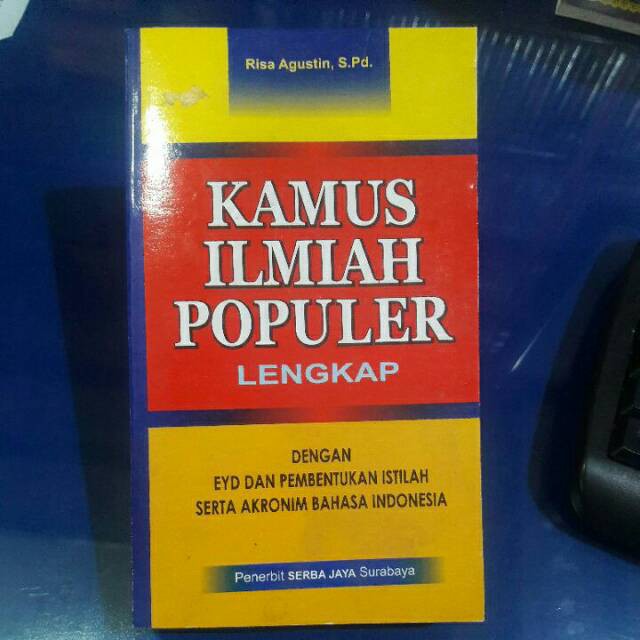 Risa Agustin, S.Pd.
KAMUS
ILMIAH
POPULER
LENGKAP
DENGAN
EYD DAN PEMBENTUKAN ISTILAH
SERTA AKRONIM BAHASA INDONESIA
Penerbit SERBA JAYA Surabaya